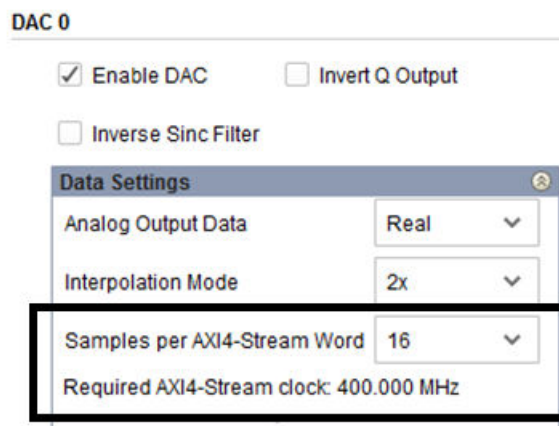 DAC 0
Enable DAC Invert Q Output
Inverse Sinc Filter
Data Settings
Analog Output Data Real
Interpolation Mode 2x
Samples per AXI4-Stream Word 16
Required AXI4-Stream clock: 400.000 MHz